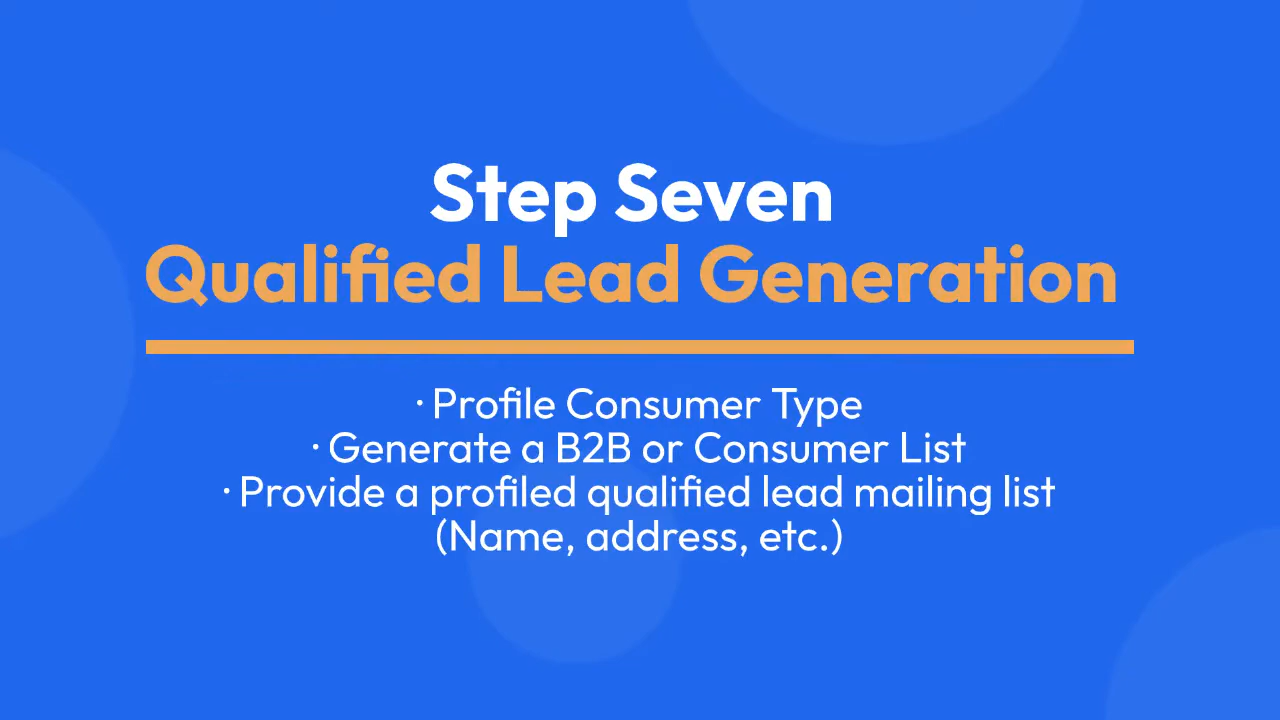 Step Seven
Qualified Lead Generation
· Profile Consumer Type
· Generate a B2B or Consumer List
· Provide a profiled qualified lead mailing list
(Name, address, etc.)